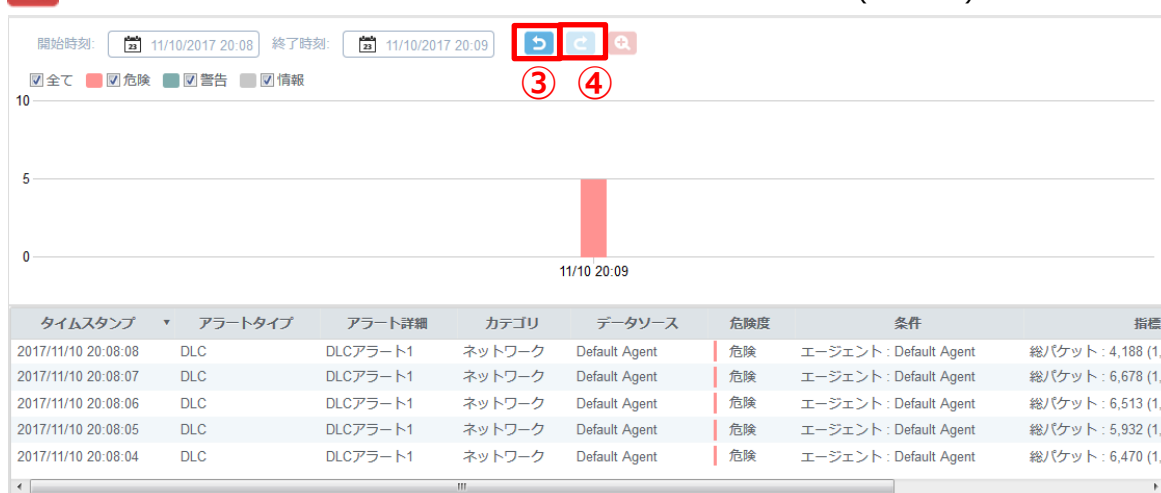 開始時刻: 23 11/10/2017 20:08 終了時刻: 23 11/10/2017 20:09
③ ④
全て 危険 警告 情報
10
5
0
11/10 20:09
タイムスタンプ ▼ アラートタイプ アラート詳細 カテゴリ データソース 危険度 条件 指標
2017/11/10 20:08:08 DLC DLCアラート1 ネットワーク Default Agent 危険 エージェント : Default Agent 総パケット : 4,188 (1,
2017/11/10 20:08:07 DLC DLCアラート1 ネットワーク Default Agent 危険 エージェント : Default Agent 総パケット : 6,678 (1,
2017/11/10 20:08:06 DLC DLCアラート1 ネットワーク Default Agent 危険 エージェント : Default Agent 総パケット : 6,513 (1,
2017/11/10 20:08:05 DLC DLCアラート1 ネットワーク Default Agent 危険 エージェント : Default Agent 総パケット : 5,932 (1,
2017/11/10 20:08:04 DLC DLCアラート1 ネットワーク Default Agent 危険 エージェント : Default Agent 総パケット : 6,470 (1,